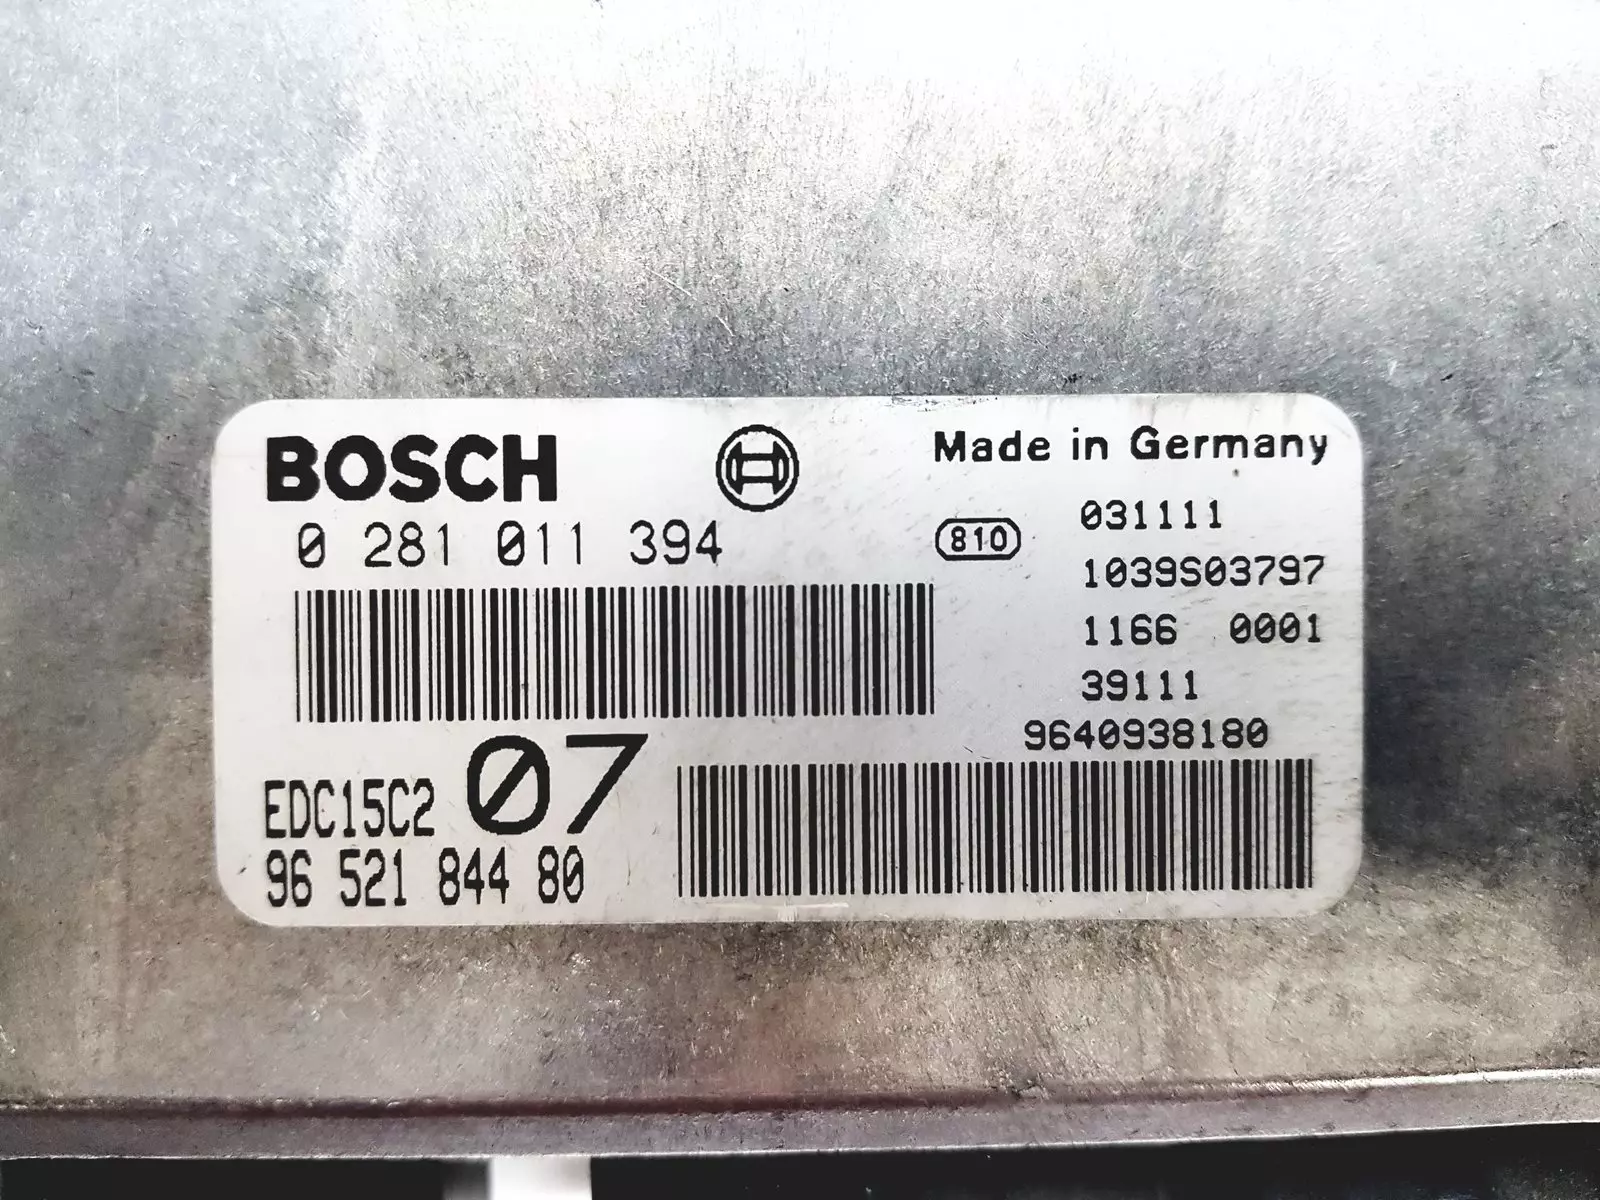 BOSCH
Made in Germany
0 281 011 394
810
031111
1039S03797
1166 0001
39111
9640938180
EDC15C2 07
96 521 844 80